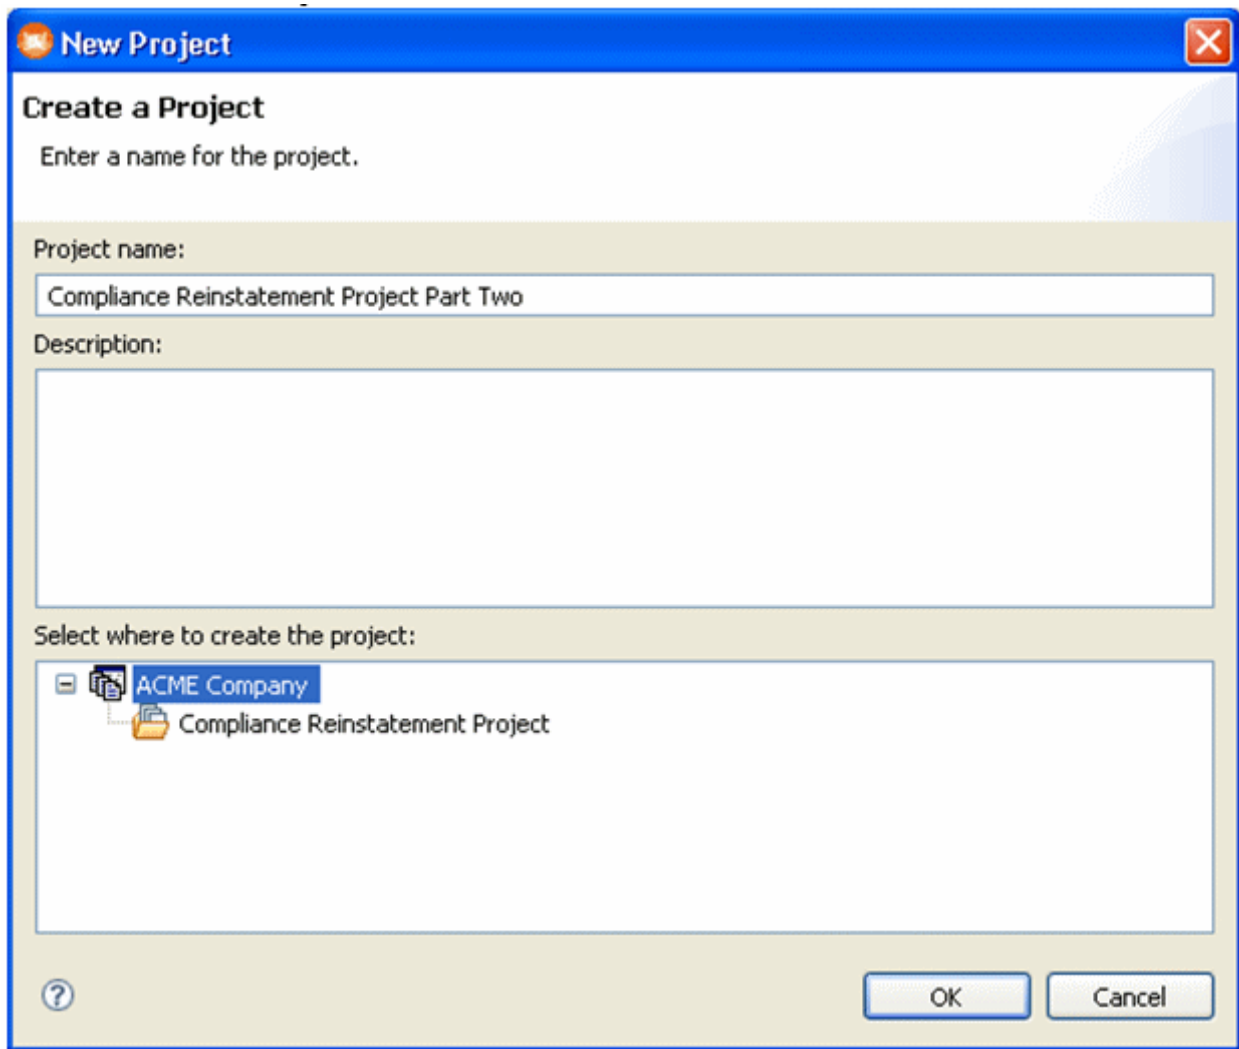 New Project
Create a Project
Enter a name for the project.
Project name:
Compliance Reinstatement Project Part Two
Description:
Select where to create the project:
ACME Company
Compliance Reinstatement Project
?
OK
Cancel